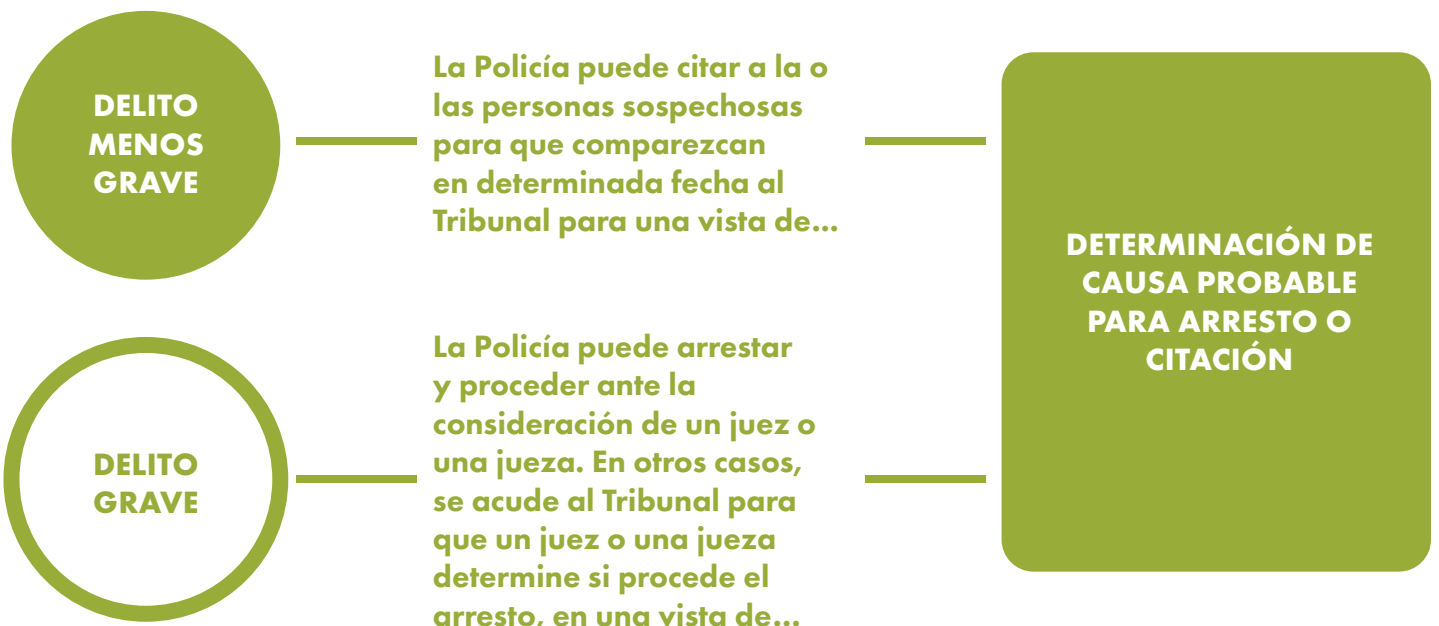 DELITO
MENOS
GRAVE
La Policía puede citar a la o
las personas sospechosas
para que comparezcan
en determinada fecha al
Tribunal para una vista de...
DELITO
GRAVE
La Policía puede arrestar
y proceder ante la
consideración de un juez o
una jueza. En otros casos,
se acude al Tribunal para
que un juez o una jueza
determine si procede el
arresto, en una vista de...
DETERMINACIÓN DE
CAUSA PROBABLE
PARA ARRESTO O
CITACIÓN